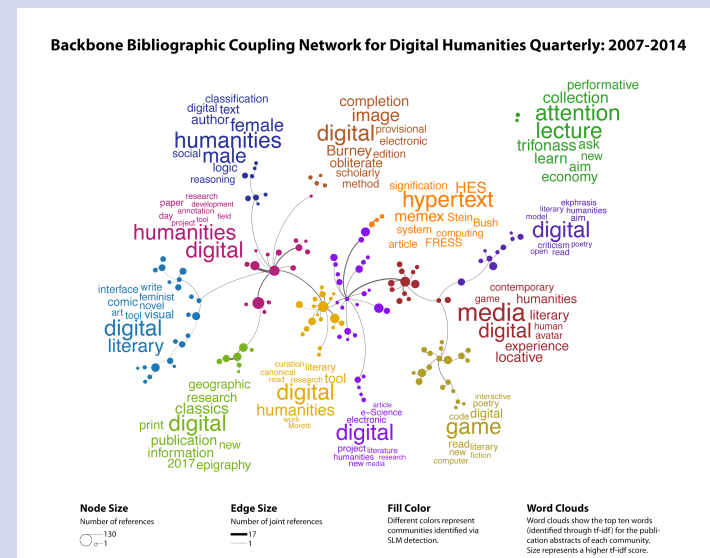 Backbone Bibliographic Coupling Network for Digital Humanities Quarterly: 2007-2014
classification
digital text
author female
humanities
social male
logic
reasoning
completion
image
digital provisional
electronic
Burney edition
obliterate
scholarly
method
performative
collection
attention
lecture
trifonass ask
learn new
aim
economy
signification HES
hypertext
memex Stein Bush
system computing
article FRESS
ekphrasis
literary humanities
model aim
digital
criticism poetry
open read
research
paper development
annotation
day tool field
project
humanities
digital
interface write
feminist
comic novel
art tool visual
digital
literary
contemporary
game humanities
media literary
digital human
avatar
experience
locative
geographic
research
classics
print digital
publication new
information
2017 epigraphy
curation literary
canonical
read research tool
digital
humanities
work
Moretti
article
e-Science
electronic
digital
project literature
humanities research
new media
interactive
poetry
code digital
game
read literary
new fiction
computer
Node Size
Number of references
130
1
Edge Size
Number of joint references
17
1
Fill Color
Different colors represent
communities identified via
SLM detection.
Word Clouds
Word clouds show the top ten words
(identified through tf-idf) for the publi-
cation abstracts of each community.
Size represents a higher tf-idf score.